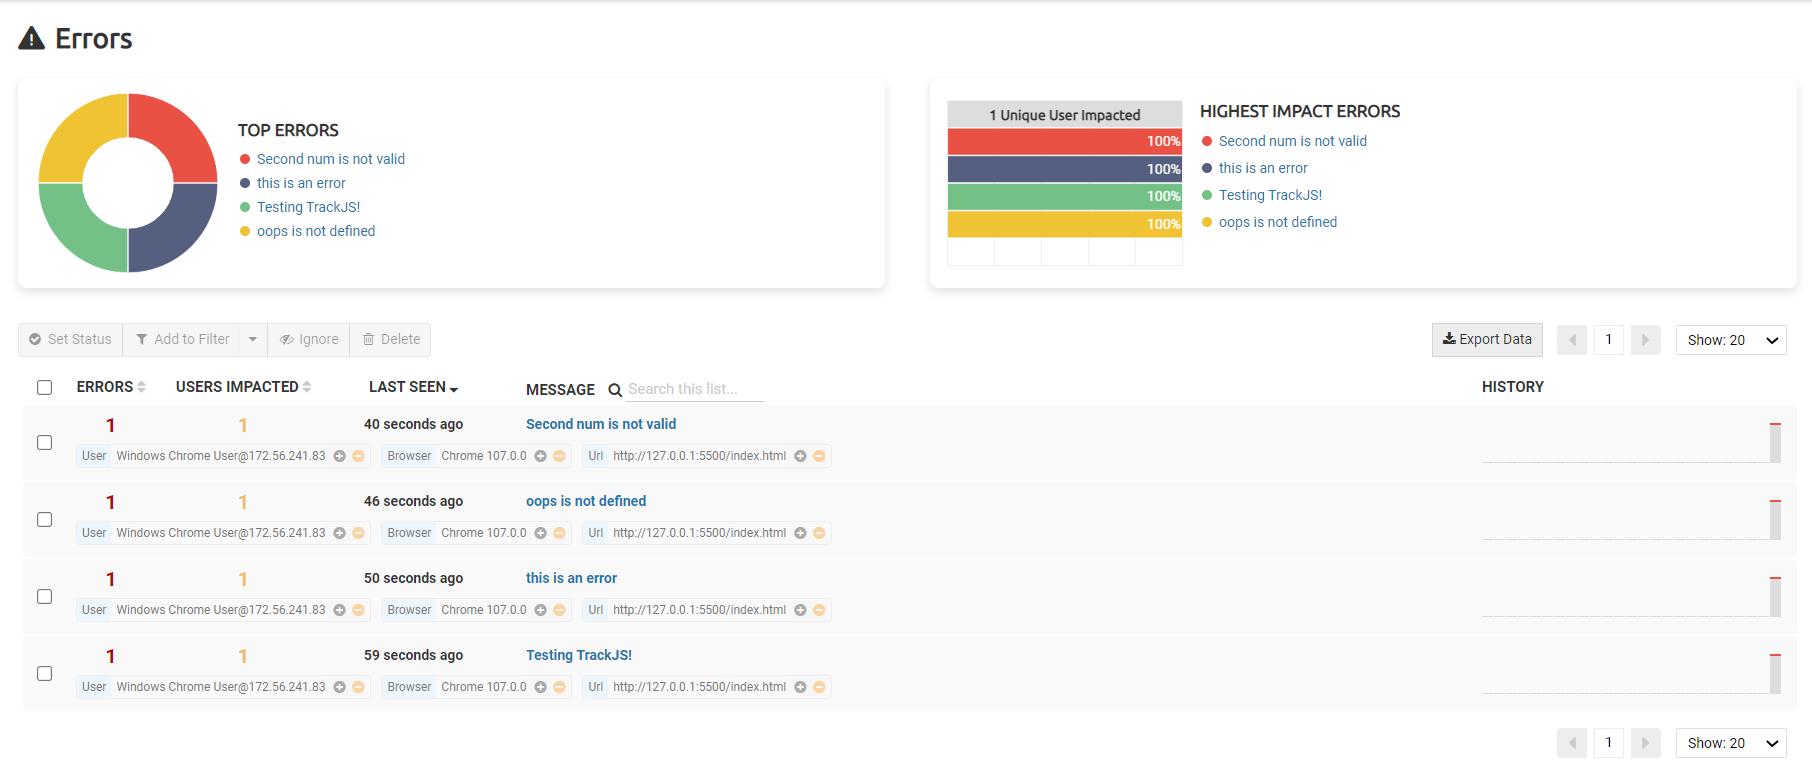 Errors
TOP ERRORS
Second num is not valid
this is an error
Testing TrackJS!
oops is not defined
1 Unique User Impacted
100%
100%
100%
100%
HIGHEST IMPACT ERRORS
Second num is not valid
this is an error
Testing TrackJS!
oops is not defined
Set Status Add to Filter Ignore Delete
Export Data 1 Show: 20
ERRORS USERS IMPACTED LAST SEEN MESSAGE Search this list... HISTORY
1 1 40 seconds ago Second num is not valid
User Windows Chrome User@172.56.241.83 Browser Chrome 107.0.0 Url http://127.0.0.1:5500/index.html
1 1 46 seconds ago oops is not defined
User Windows Chrome User@172.56.241.83 Browser Chrome 107.0.0 Url http://127.0.0.1:5500/index.html
1 1 50 seconds ago this is an error
User Windows Chrome User@172.56.241.83 Browser Chrome 107.0.0 Url http://127.0.0.1:5500/index.html
1 1 59 seconds ago Testing TrackJS!
User Windows Chrome User@172.56.241.83 Browser Chrome 107.0.0 Url http://127.0.0.1:5500/index.html
1 Show: 20